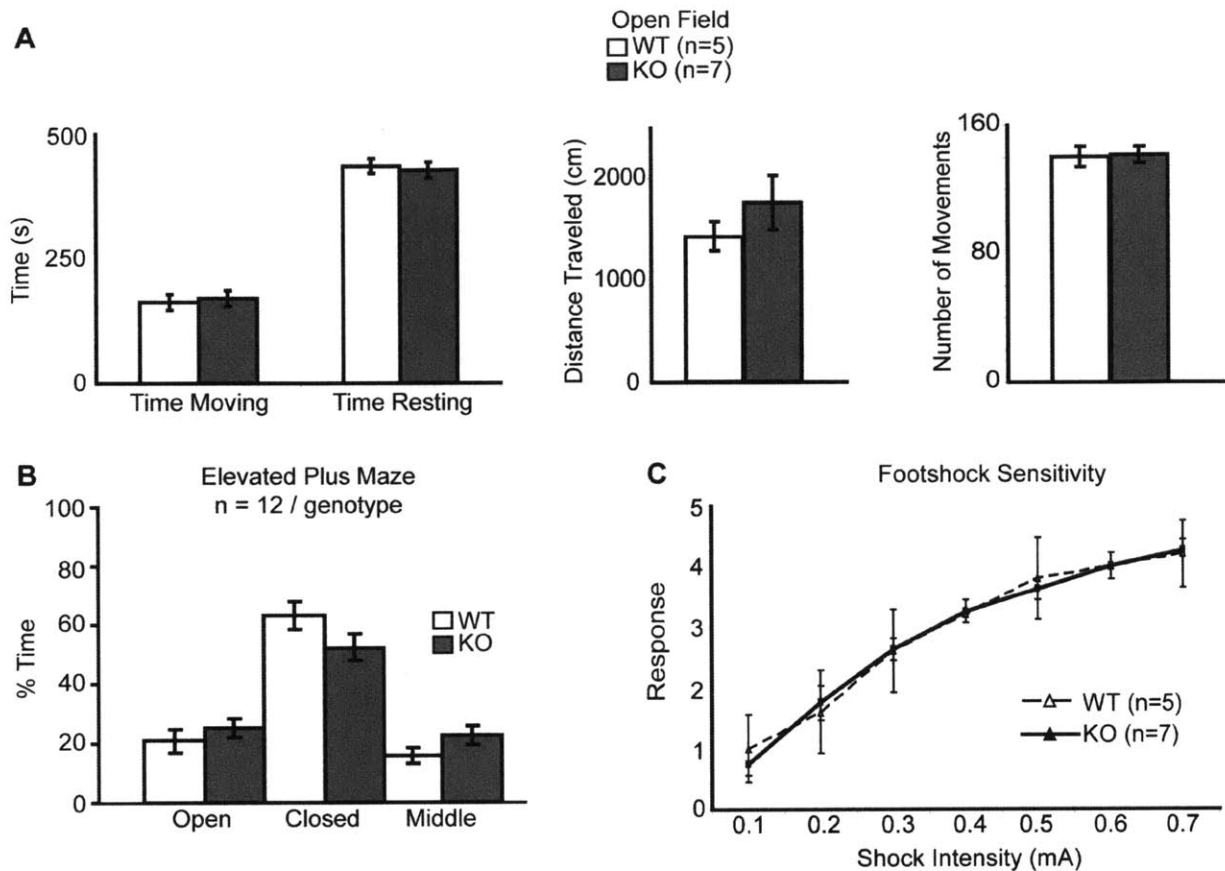 A
Open Field
WT (n=5)
KO (n=7)
Time (s)
500
250
0
Time Moving
Time Resting
Distance Traveled (cm)
2000
1000
0
Number of Movements
160
80
0
B
Elevated Plus Maze
n = 12 / genotype
% Time
100
80
60
40
20
0
WT
KO
Open
Closed
Middle
C
Footshock Sensitivity
Response
5
4
3
2
1
0
WT (n=5)
KO (n=7)
0.1 0.2 0.3 0.4 0.5 0.6 0.7
Shock Intensity (mA)